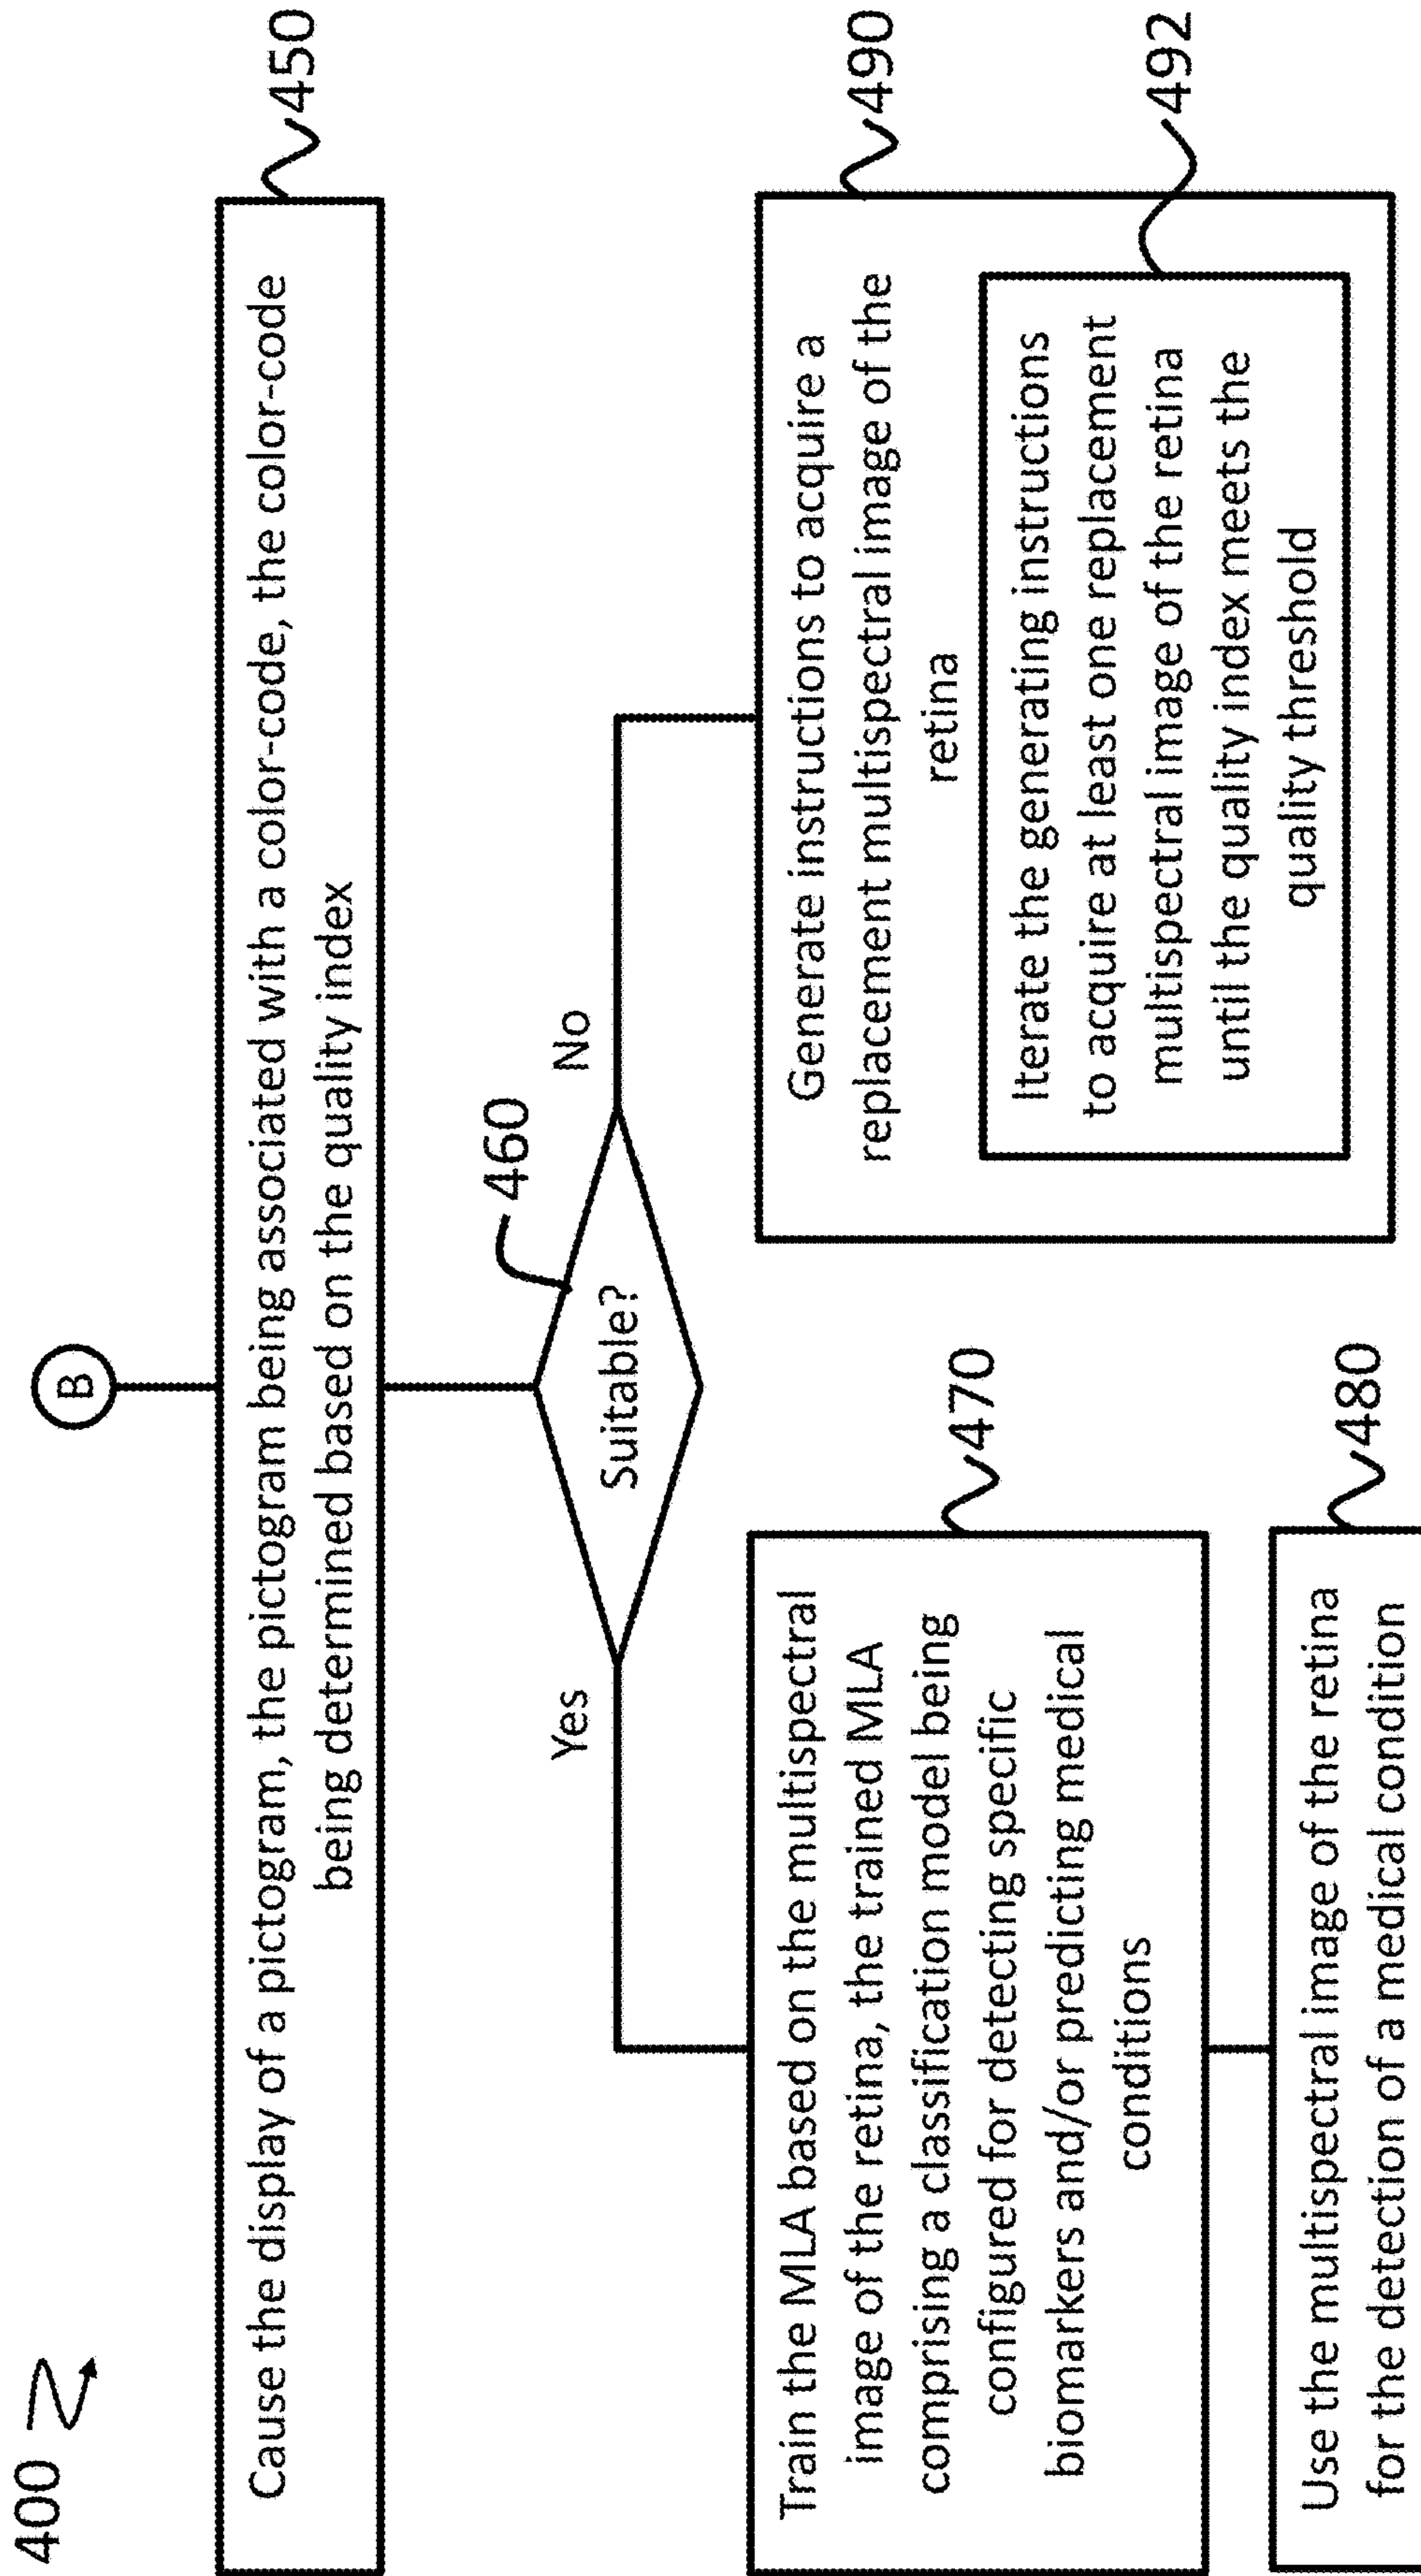 400
B
Cause the display of a pictogram, the pictogram being associated with a color-code, the color-code
being determined based on the quality index
450
460
Suitable?
Yes
No
Train the MLA based on the multispectral
image of the retina, the trained MLA
comprising a classification model being
configured for detecting specific
biomarkers and/or predicting medical
conditions
470
Use the multispectral image of the retina
for the detection of a medical condition
480
Generate instructions to acquire a
replacement multispectral image of the
retina
490
Iterate the generating instructions
to acquire at least one replacement
multispectral image of the retina
until the quality index meets the
quality threshold
492